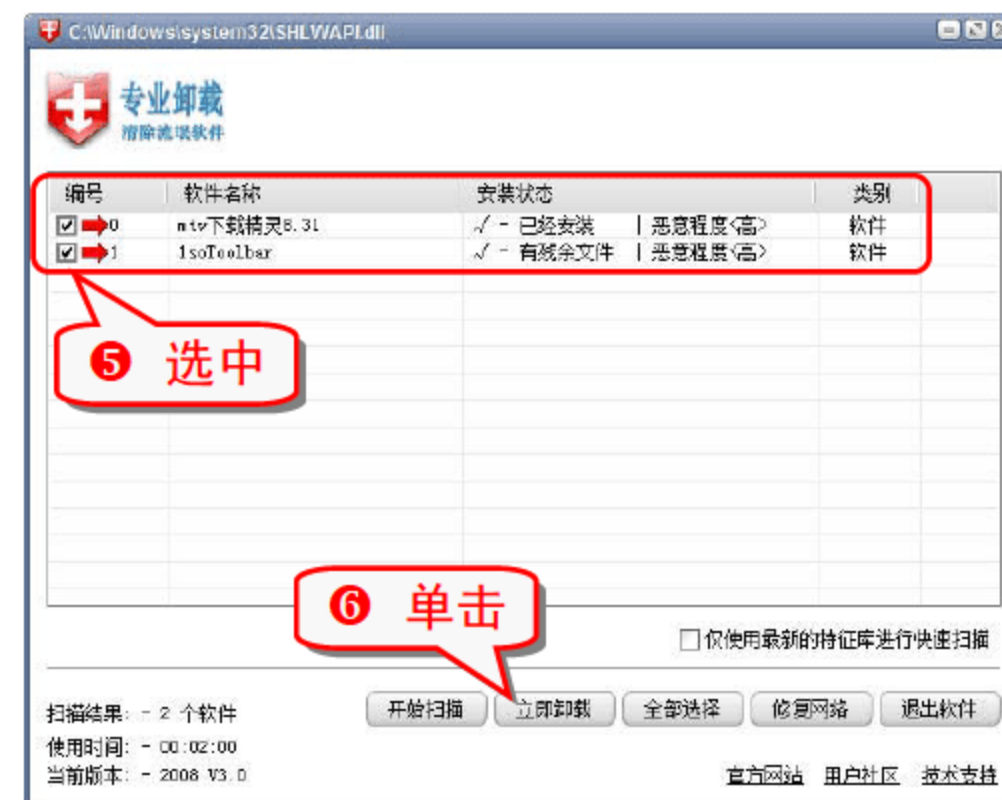 C:\Windows\system32\SHLWAPI.dll
专业卸载
清除流氓软件
编号 软件名称 安装状态 类别
0 mtv下载精灵8.31 √ - 已经安装 | 恶意程度<高> 软件
1 1soToolbar √ - 有残余文件 | 恶意程度<高> 软件
❺ 选中
❻ 单击
仅使用最新的特征库进行快速扫描
开始扫描 立即卸载 全部选择 修复网络 退出软件
扫描结果: - 2 个软件
使用时间: - 00:02:00
当前版本: - 2008 V3.0
官方网站 用户社区 技术支持